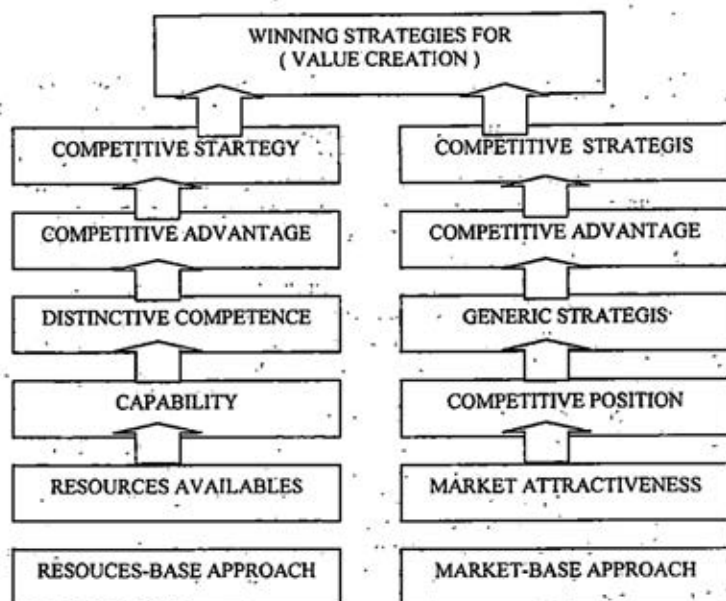 WINNING STRATEGIES FOR
( VALUE CREATION )
COMPETITIVE STARTEGY
COMPETITIVE ADVANTAGE
DISTINCTIVE COMPETENCE
CAPABILITY
RESOURCES AVAILABLES
RESOUCES-BASE APPROACH
COMPETITIVE STRATEGIS
COMPETITIVE ADVANTAGE
GENERIC STRATEGIS
COMPETITIVE POSITION
MARKET ATTRACTIVENESS
MARKET-BASE APPROACH